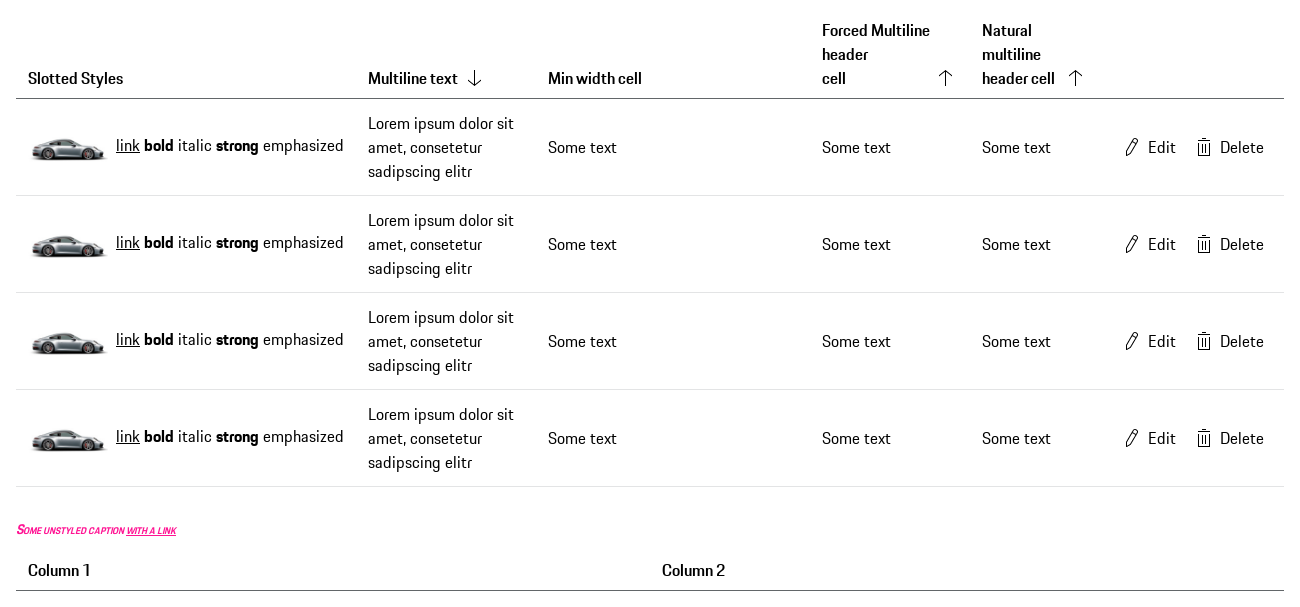 Slotted Styles
Multiline text
Min width cell
Forced Multiline
header
cell
Natural
multiline
header cell
link bold italic strong emphasized
Lorem ipsum dolor sit
amet, consetetur
sadipscing elitr
Some text
Some text
Some text
Edit
Delete
link bold italic strong emphasized
Lorem ipsum dolor sit
amet, consetetur
sadipscing elitr
Some text
Some text
Some text
Edit
Delete
link bold italic strong emphasized
Lorem ipsum dolor sit
amet, consetetur
sadipscing elitr
Some text
Some text
Some text
Edit
Delete
link bold italic strong emphasized
Lorem ipsum dolor sit
amet, consetetur
sadipscing elitr
Some text
Some text
Some text
Edit
Delete
Some unstyled caption with a link
Column 1
Column 2